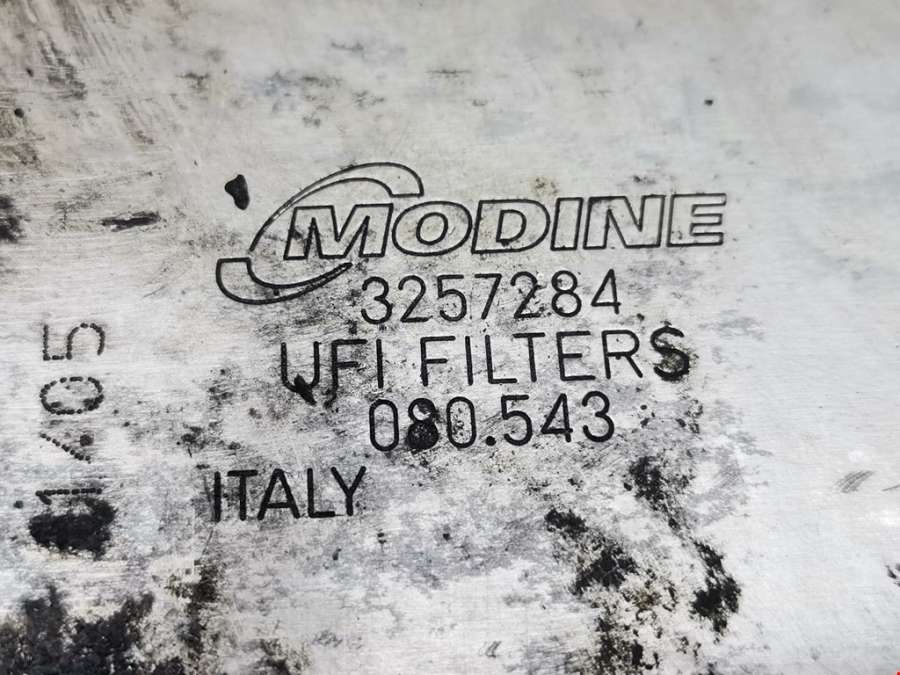 MODINE
3257284
UFI FILTERS
080.543
ITALY
1405